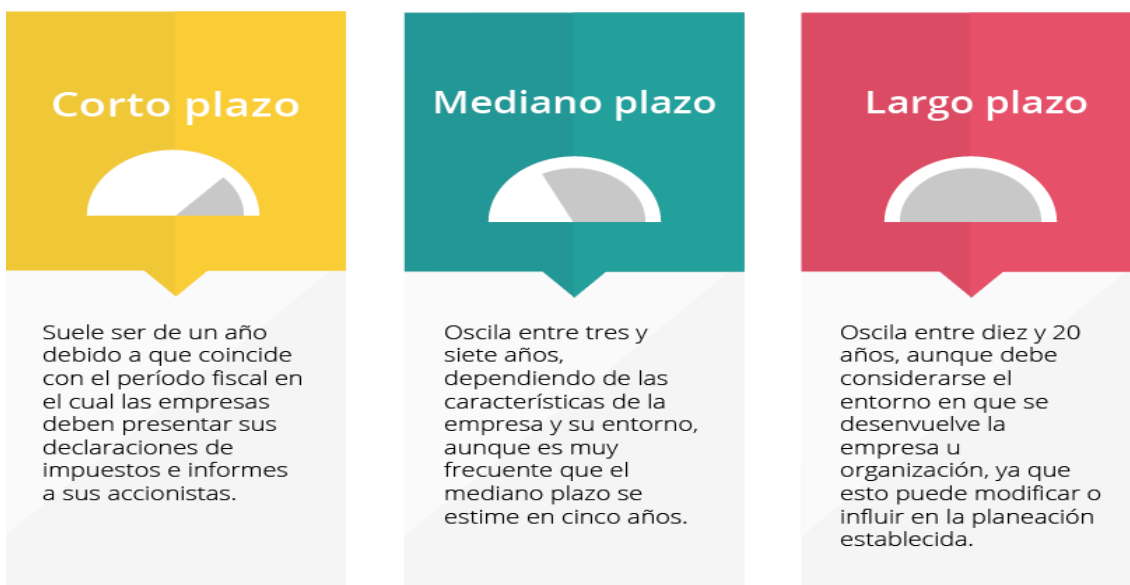 Corto plazo
Suele ser de un año
debido a que coincide
con el período fiscal en
el cual las empresas
deben presentar sus
declaraciones de
impuestos e informes
a sus accionistas.
Mediano plazo
Oscila entre tres y
siete años,
dependiendo de las
características de la
empresa y su entorno,
aunque es muy
frecuente que el
mediano plazo se
estime en cinco años.
Largo plazo
Oscila entre diez y 20
años, aunque debe
considerarse el
entorno en que se
desenvuelve la
empresa u
organización, ya que
esto puede modificar o
influir en la planeación
establecida.